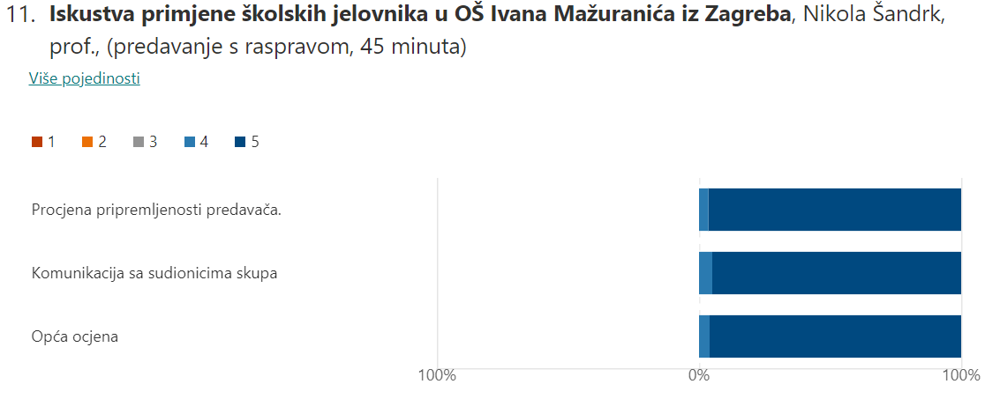 11. Iskustva primjene školskih jelovnika u OŠ Ivana Mažuranića iz Zagreba, Nikola Šandrk,
prof., (predavanje s raspravom, 45 minuta)
Više pojedinosti
1 2 3 4 5
Procjena pripremljenosti predavača.
Komunikacija sa sudionicima skupa
Opća ocjena
100% 0% 100%